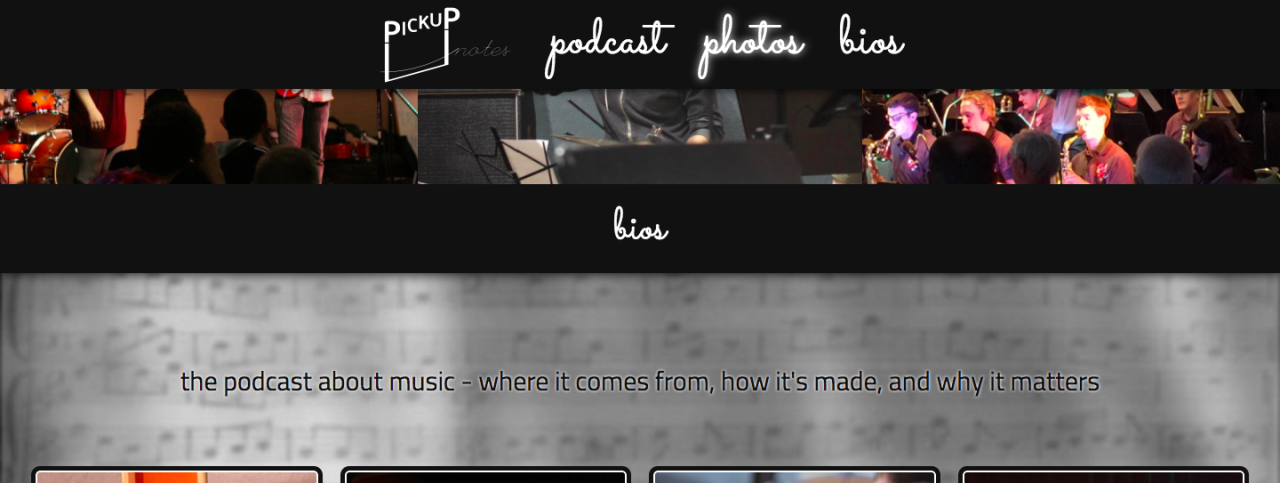 PICKUP
notes
podcast photos bios
bios
the podcast about music - where it comes from, how it's made, and why it matters